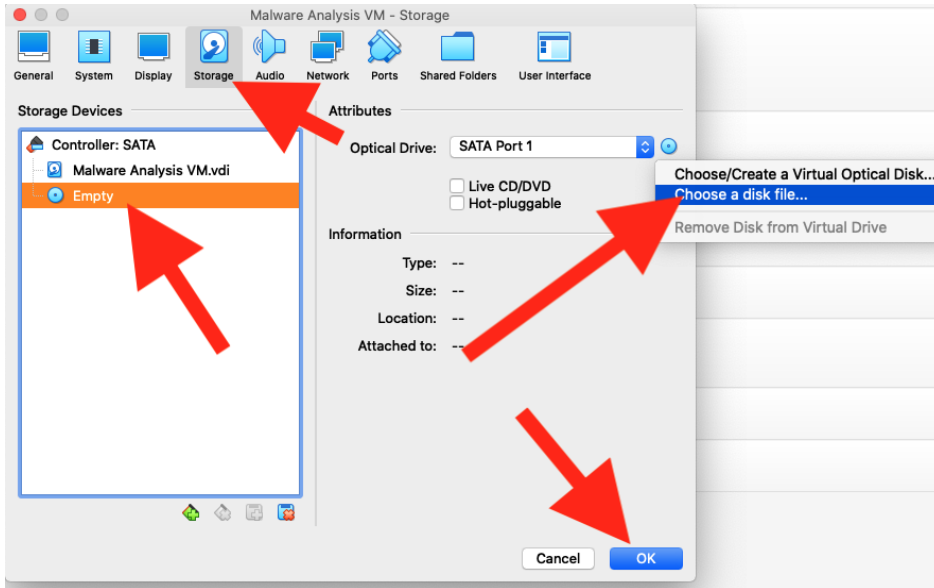 Malware Analysis VM - Storage
General System Display Storage Audio Network Ports Shared Folders User Interface
Storage Devices
Controller: SATA
Malware Analysis VM.vdi
Empty
Attributes
Optical Drive: SATA Port 1
Live CD/DVD
Hot-pluggable
Information
Type: --
Size: --
Location: --
Attached to: --
Choose/Create a Virtual Optical Disk...
Choose a disk file...
Remove Disk from Virtual Drive
Cancel OK